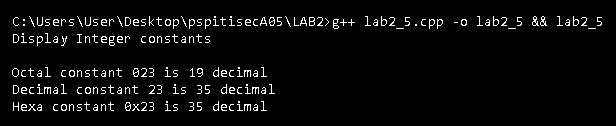 C:\Users\User\Desktop\pspitisecA05\LAB2>g++ lab2_5.cpp -o lab2_5 && lab2_5
Display Integer constants
Octal constant 023 is 19 decimal
Decimal constant 23 is 35 decimal
Hexa constant 0x23 is 35 decimal